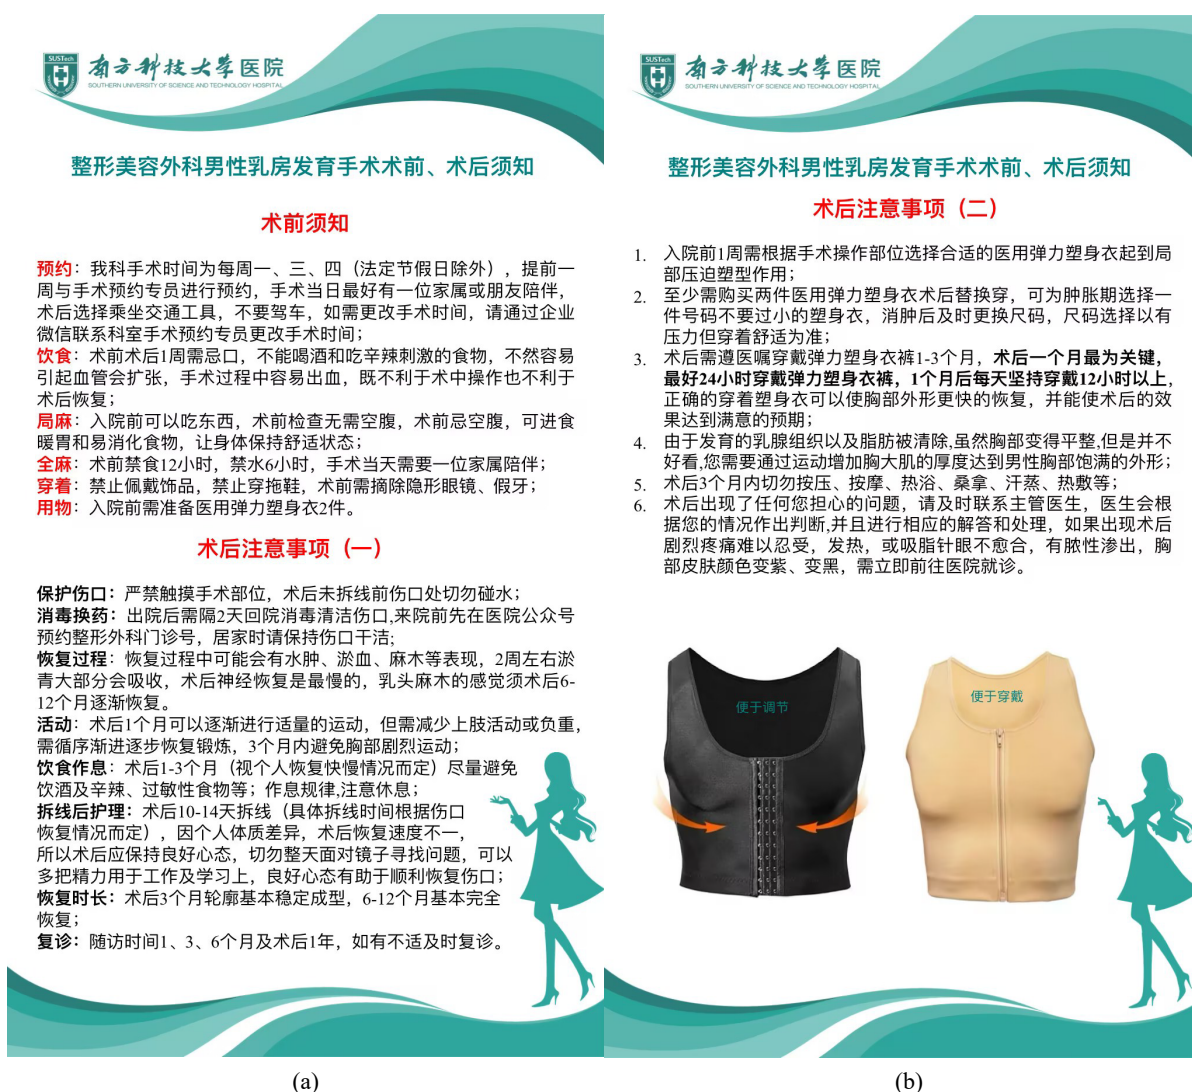 SUSTech
南方科技大学医院
SOUTHERN UNIVERSITY OF SCIENCE AND TECHNOLOGY HOSPITAL
整形美容外科男性乳房发育手术术前、术后须知
术前须知
预约：我科手术时间为每周一、三、四（法定节假日除外），提前一
周与手术预约专员进行预约，手术当日最好有一位家属或朋友陪伴，
术后选择乘坐交通工具，不要驾车，如需更改手术时间，请通过企业
微信联系科室手术预约专员更改手术时间；
饮食：术前术后1周需忌口，不能喝酒和吃辛辣刺激的食物，不然容易
引起血管会扩张，手术过程中容易出血，既不利于术中操作也不利于
术后恢复；
局麻：入院前可以吃东西，术前检查无需空腹，术前忌空腹，可进食
暖胃和易消化食物，让身体保持舒适状态；
全麻：术前禁食12小时，禁水6小时，手术当天需要一位家属陪伴；
穿着：禁止佩戴饰品，禁止穿拖鞋，术前需摘除隐形眼镜、假牙；
用物：入院前需准备医用弹力塑身衣2件。
术后注意事项（一）
保护伤口：严禁触摸手术部位，术后未拆线前伤口处切勿碰水；
消毒换药：出院后需隔2天回院消毒清洁伤口,来院前先在医院公众号
预约整形外科门诊号，居家时请保持伤口干洁;
恢复过程：恢复过程中可能会有水肿、淤血、麻木等表现，2周左右淤
青大部分会吸收，术后神经恢复是最慢的，乳头麻木的感觉须术后6-
12个月逐渐恢复。
活动：术后1个月可以逐渐进行适量的运动，但需减少上肢活动或负重，
需循序渐进逐步恢复锻炼，3个月内避免胸部剧烈运动；
饮食作息：术后1-3个月（视个人恢复快慢情况而定）尽量避免
饮酒及辛辣、过敏性食物等；作息规律,注意休息；
拆线后护理：术后10-14天拆线（具体拆线时间根据伤口
恢复情况而定），因个人体质差异，术后恢复速度不一，
所以术后应保持良好心态，切勿整天面对镜子寻找问题，可以
多把精力用于工作及学习上，良好心态有助于顺利恢复伤口；
恢复时长：术后3个月轮廓基本稳定成型，6-12个月基本完全
恢复；
复诊：随访时间1、3、6个月及术后1年，如有不适及时复诊。
(a)
SUSTech
南方科技大学医院
SOUTHERN UNIVERSITY OF SCIENCE AND TECHNOLOGY HOSPITAL
整形美容外科男性乳房发育手术术前、术后须知
术后注意事项（二）
1. 入院前1周需根据手术操作部位选择合适的医用弹力塑身衣起到局
部压迫塑型作用；
2. 至少需购买两件医用弹力塑身衣术后替换穿，可为肿胀期选择一
件号码不要过小的塑身衣，消肿后及时更换尺码，尺码选择以有
压力但穿着舒适为准；
3. 术后需遵医嘱穿戴弹力塑身衣裤1-3个月，术后一个月最为关键，
最好24小时穿戴弹力塑身衣裤，1个月后每天坚持穿戴12小时以上,
正确的穿着塑身衣可以使胸部外形更快的恢复，并能使术后的效
果达到满意的预期；
4. 由于发育的乳腺组织以及脂肪被清除,虽然胸部变得平整,但是并不
好看,您需要通过运动增加胸大肌的厚度达到男性胸部饱满的外形；
5. 术后3个月内切勿按压、按摩、热浴、桑拿、汗蒸、热敷等；
6. 术后出现了任何您担心的问题，请及时联系主管医生，医生会根
据您的情况作出判断,并且进行相应的解答和处理，如果出现术后
剧烈疼痛难以忍受，发热，或吸脂针眼不愈合，有脓性渗出，胸
部皮肤颜色变紫、变黑，需立即前往医院就诊。
便于调节
便于穿戴
(b)